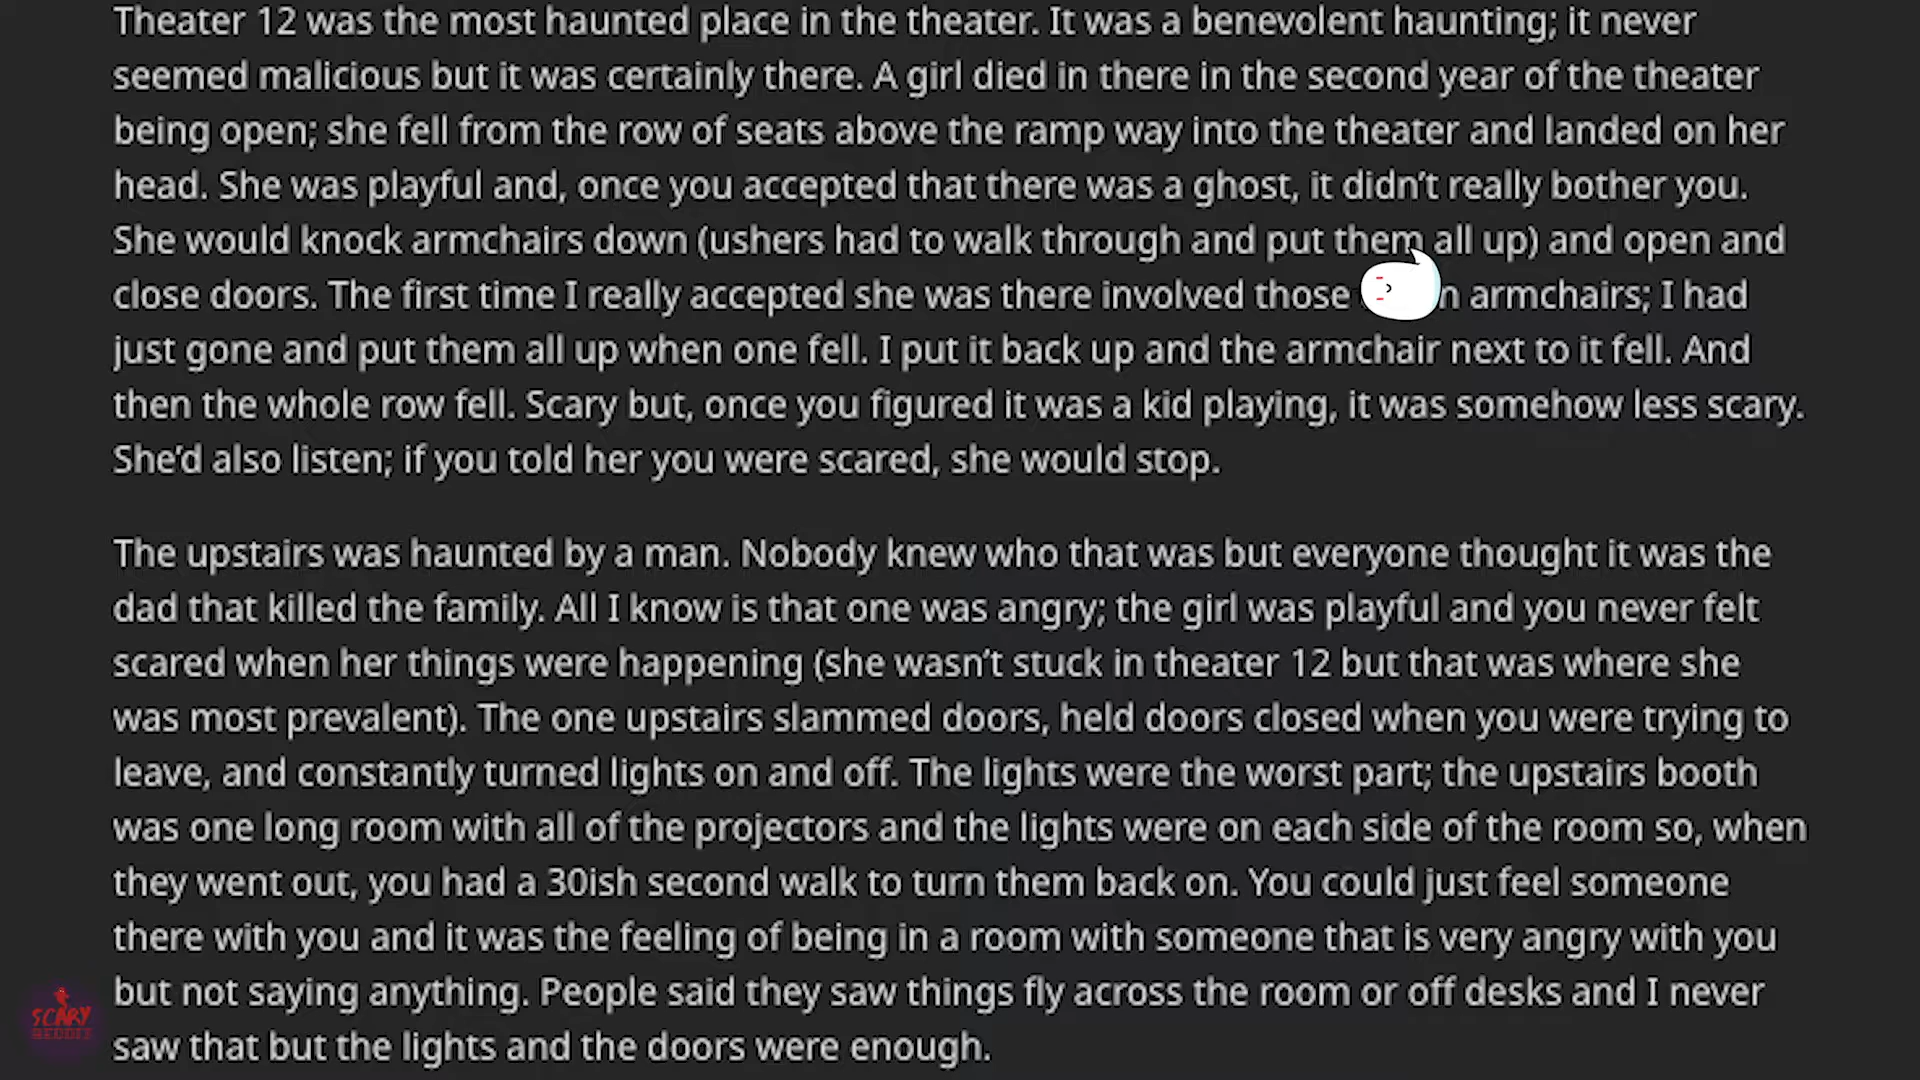 Theater 12 was the most haunted place in the theater. It was a benevolent haunting; it never
seemed malicious but it was certainly there. A girl died in there in the second year of the theater
being open; she fell from the row of seats above the ramp way into the theater and landed on her
head. She was playful and, once you accepted that there was a ghost, it didn’t really bother you.
She would knock armchairs down (ushers had to walk through and put them all up) and open and
close doors. The first time I really accepted she was there involved those armchairs; I had
just gone and put them all up when one fell. I put it back up and the armchair next to it fell. And
then the whole row fell. Scary but, once you figured it was a kid playing, it was somehow less scary.
She’d also listen; if you told her you were scared, she would stop.
The upstairs was haunted by a man. Nobody knew who that was but everyone thought it was the
dad that killed the family. All I know is that one was angry; the girl was playful and you never felt
scared when her things were happening (she wasn’t stuck in theater 12 but that was where she
was most prevalent). The one upstairs slammed doors, held doors closed when you were trying to
leave, and constantly turned lights on and off. The lights were the worst part; the upstairs booth
was one long room with all of the projectors and the lights were on each side of the room so, when
they went out, you had a 30ish second walk to turn them back on. You could just feel someone
there with you and it was the feeling of being in a room with someone that is very angry with you
but not saying anything. People said they saw things fly across the room or off desks and I never
saw that but the lights and the doors were enough.
SCARY